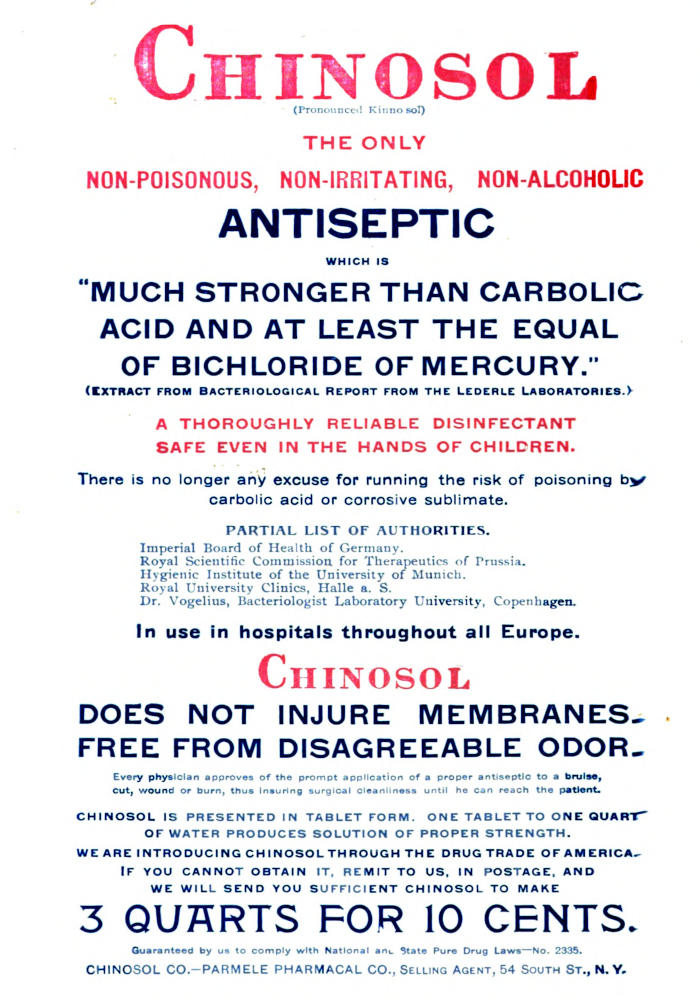 CHINOSOL
(Pronounced Kinno sol)
THE ONLY
NON-POISONOUS, NON-IRRITATING, NON-ALCOHOLIC
ANTISEPTIC
WHICH IS
"MUCH STRONGER THAN CARBOLIC
ACID AND AT LEAST THE EQUAL
OF BICHLORIDE OF MERCURY."
(EXTRACT FROM BACTERIOLOGICAL REPORT FROM THE LEDERLE LABORATORIES.)
A THOROUGHLY RELIABLE DISINFECTANT
SAFE EVEN IN THE HANDS OF CHILDREN.
There is no longer any excuse for running the risk of poisoning by
carbolic acid or corrosive sublimate.
PARTIAL LIST OF AUTHORITIES.
Imperial Board of Health of Germany.
Royal Scientific Commission for Therapeutics of Prussia.
Hygienic Institute of the University of Munich.
Royal University Clinics, Halle a. S.
Dr. Vogelius, Bacteriologist Laboratory University, Copenhagen.
In use in hospitals throughout all Europe.
CHINOSOL
DOES NOT INJURE MEMBRANES.
FREE FROM DISAGREEABLE ODOR.
Every physician approves of the prompt application of a proper antiseptic to a bruise,
cut, wound or burn, thus insuring surgical cleanliness until he can reach the patient.
CHINOSOL IS PRESENTED IN TABLET FORM. ONE TABLET TO ONE QUART
OF WATER PRODUCES SOLUTION OF PROPER STRENGTH.
WE ARE INTRODUCING CHINOSOL THROUGH THE DRUG TRADE OF AMERICA.
IF YOU CANNOT OBTAIN IT, REMIT TO US, IN POSTAGE, AND
WE WILL SEND YOU SUFFICIENT CHINOSOL TO MAKE
3 QUARTS FOR 10 CENTS.
Guaranteed by us to comply with National and State Pure Drug Laws—No. 2335.
CHINOSOL CO.—PARMELE PHARMACAL CO., SELLING AGENT, 54 SOUTH ST., N. Y.